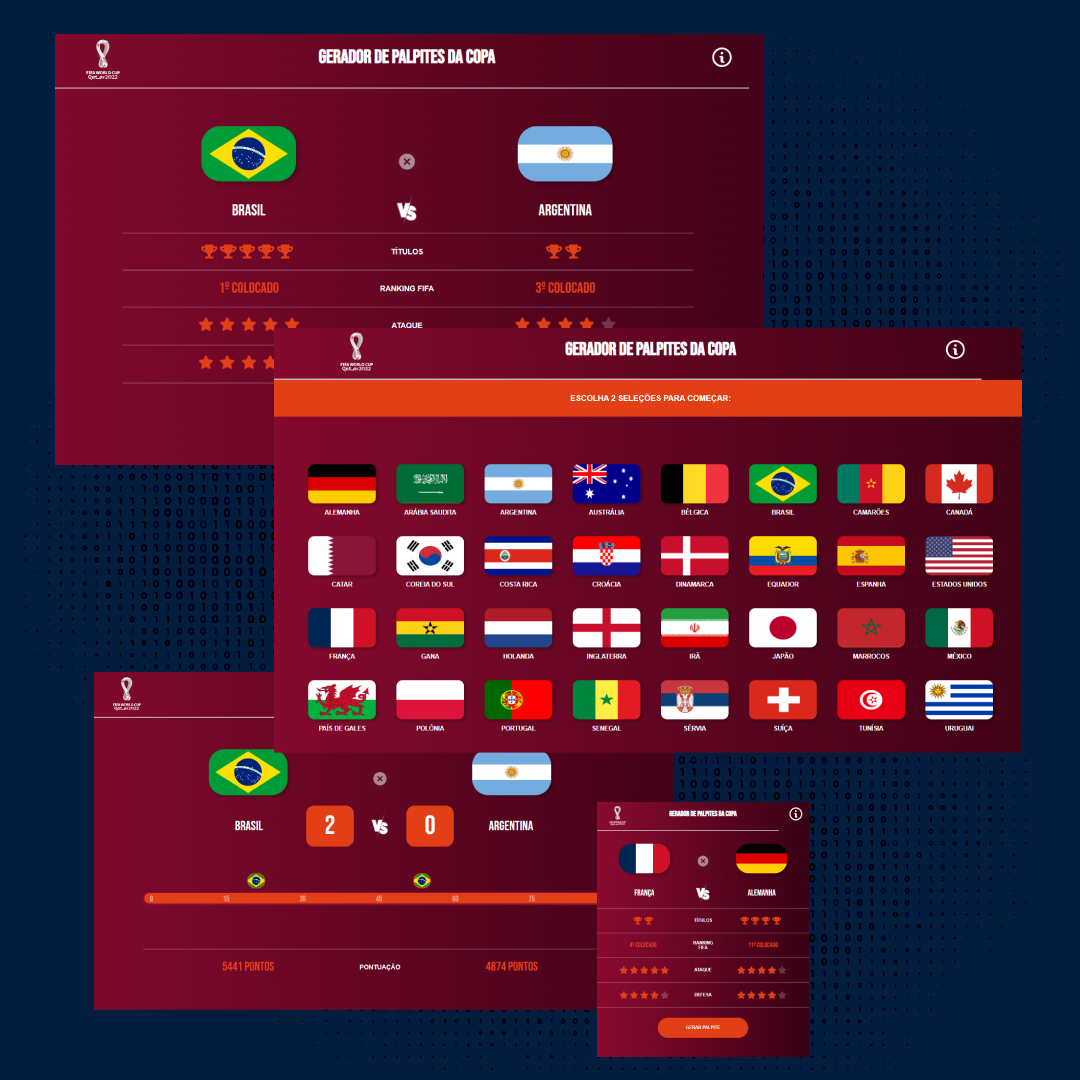 FIFA WORLD CUP
Qatar2022
GERADOR DE PALPITES DA COPA
BRASIL
VS
ARGENTINA
TÍTULOS
1º COLOCADO
RANKING FIFA
3º COLOCADO
ATAQUE
FIFA WORLD CUP
Qatar2022
GERADOR DE PALPITES DA COPA
ESCOLHA 2 SELEÇÕES PARA COMEÇAR:
ALEMANHA
ARÁBIA SAUDITA
ARGENTINA
AUSTRÁLIA
BÉLGICA
BRASIL
CAMARÕES
CANADÁ
CATAR
COREIA DO SUL
COSTA RICA
CROÁCIA
DINAMARCA
EQUADOR
ESPANHA
ESTADOS UNIDOS
FRANÇA
GANA
HOLANDA
INGLATERRA
IRÃ
JAPÃO
MARROCOS
MÉXICO
PAÍS DE GALES
POLÔNIA
PORTUGAL
SENEGAL
SÉRVIA
SUÍÇA
TUNÍSIA
URUGUAI
FIFA WORLD CUP
Qatar2022
BRASIL
2
VS
0
ARGENTINA
0 15 30 45 60 75
5441 PONTOS
PONTUAÇÃO
4874 PONTOS
GERADOR DE PALPITES DA COPA
FRANÇA
VS
ALEMANHA
TÍTULOS
4º COLOCADO
RANKING
FIFA
11º COLOCADO
ATAQUE
DEFESA
GERAR PALPITE